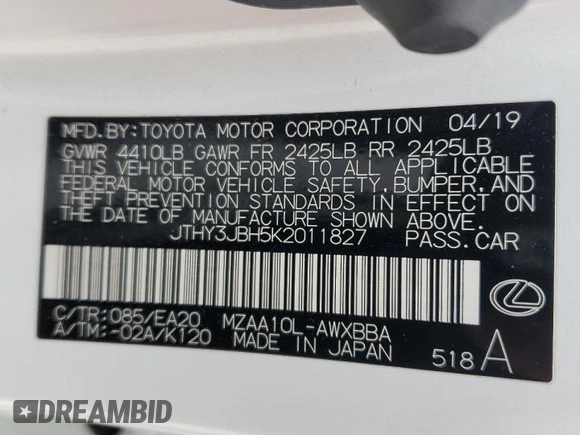 MFD. BY: TOYOTA MOTOR CORPORATION 04/19
GVWR 4410LB GAWR FR 2425LB RR 2425LB
THIS VEHICLE CONFORMS TO ALL APPLICABLE
FEDERAL MOTOR VEHICLE SAFETY, BUMPER, AND
THEFT PREVENTION STANDARDS IN EFFECT ON
THE DATE OF MANUFACTURE SHOWN ABOVE.
JTHY3JBH5K2011827 PASS.CAR
C/TR: 085/EA20 MZAA10L-AWXBBA
A/TM: -02A/K120 MADE IN JAPAN 518 A
DREAMBID